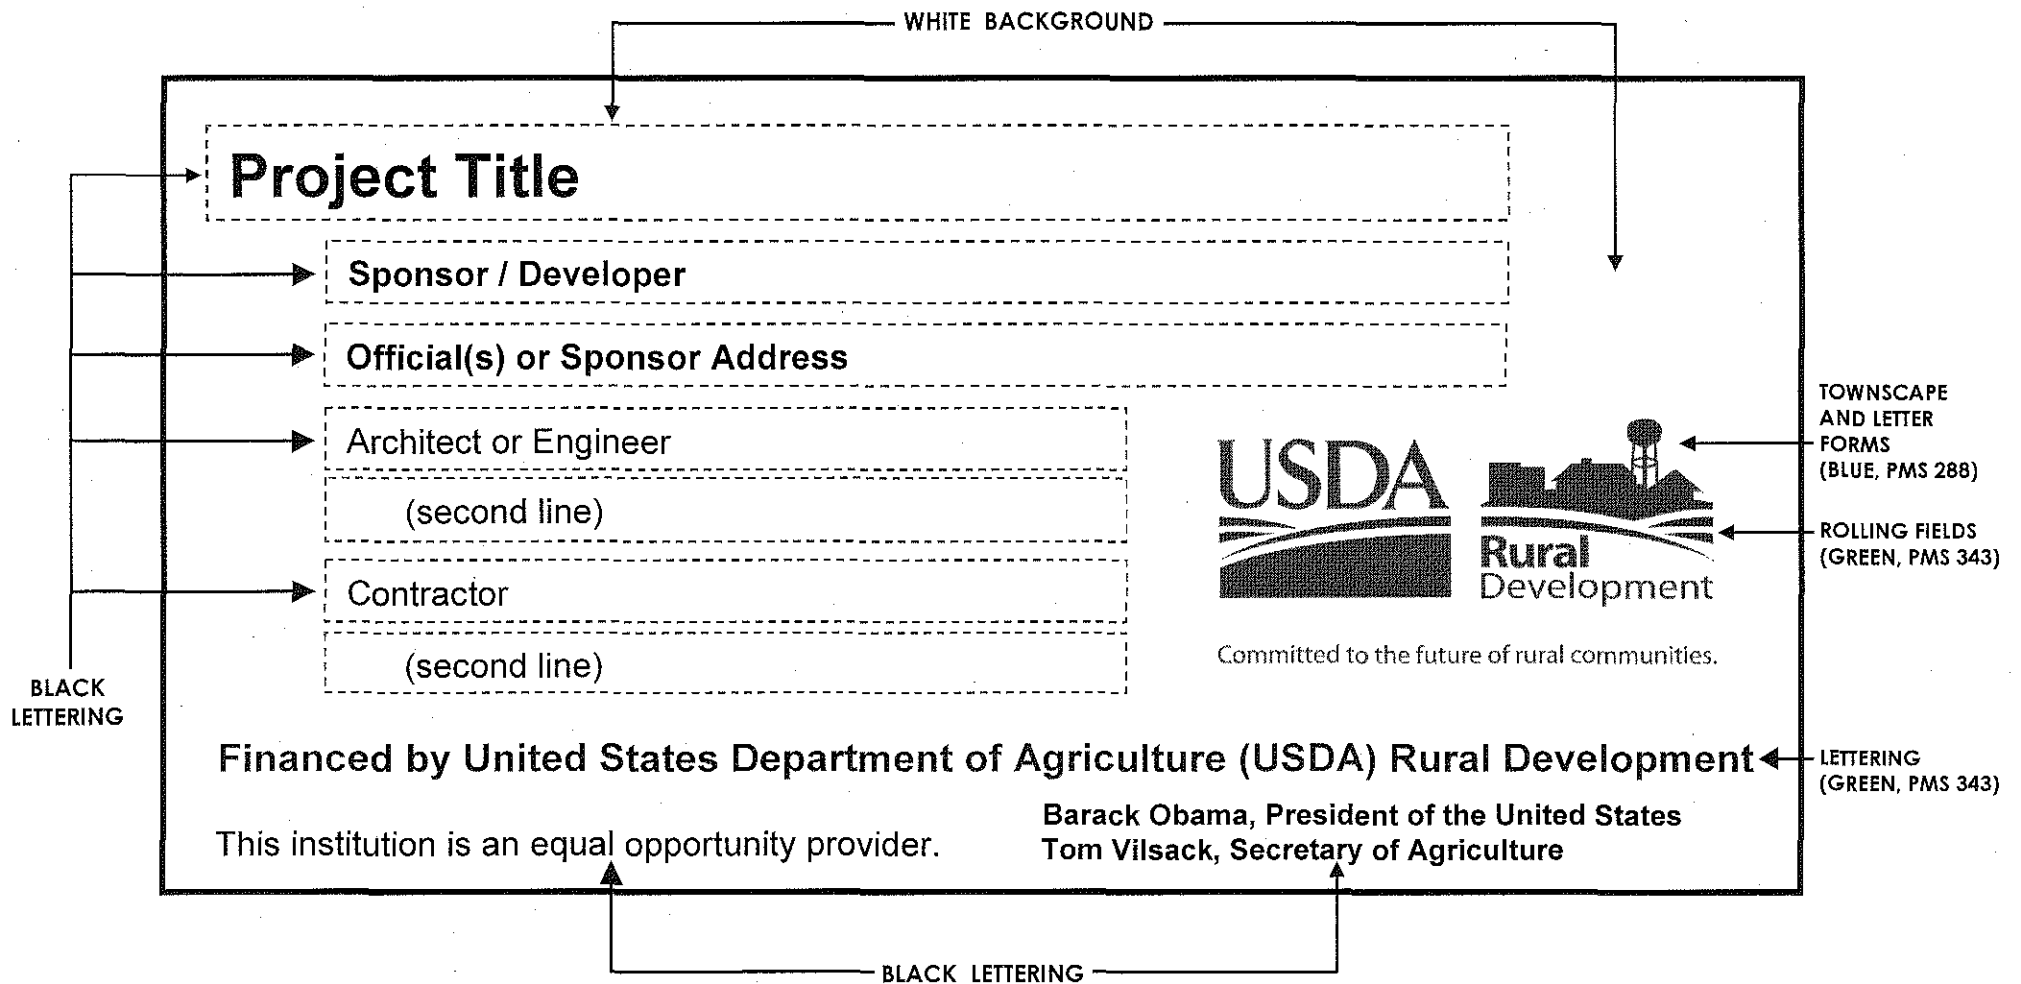 WHITE BACKGROUND
Project Title
Sponsor / Developer
Official(s) or Sponsor Address
Architect or Engineer
(second line)
Contractor
(second line)
BLACK
LETTERING
USDA
Rural
Development
Committed to the future of rural communities.
TOWNSCAPE
AND LETTER
FORMS
(BLUE, PMS 288)
ROLLING FIELDS
(GREEN, PMS 343)
Financed by United States Department of Agriculture (USDA) Rural Development
LETTERING
(GREEN, PMS 343)
This institution is an equal opportunity provider.
Barack Obama, President of the United States
Tom Vilsack, Secretary of Agriculture
BLACK LETTERING